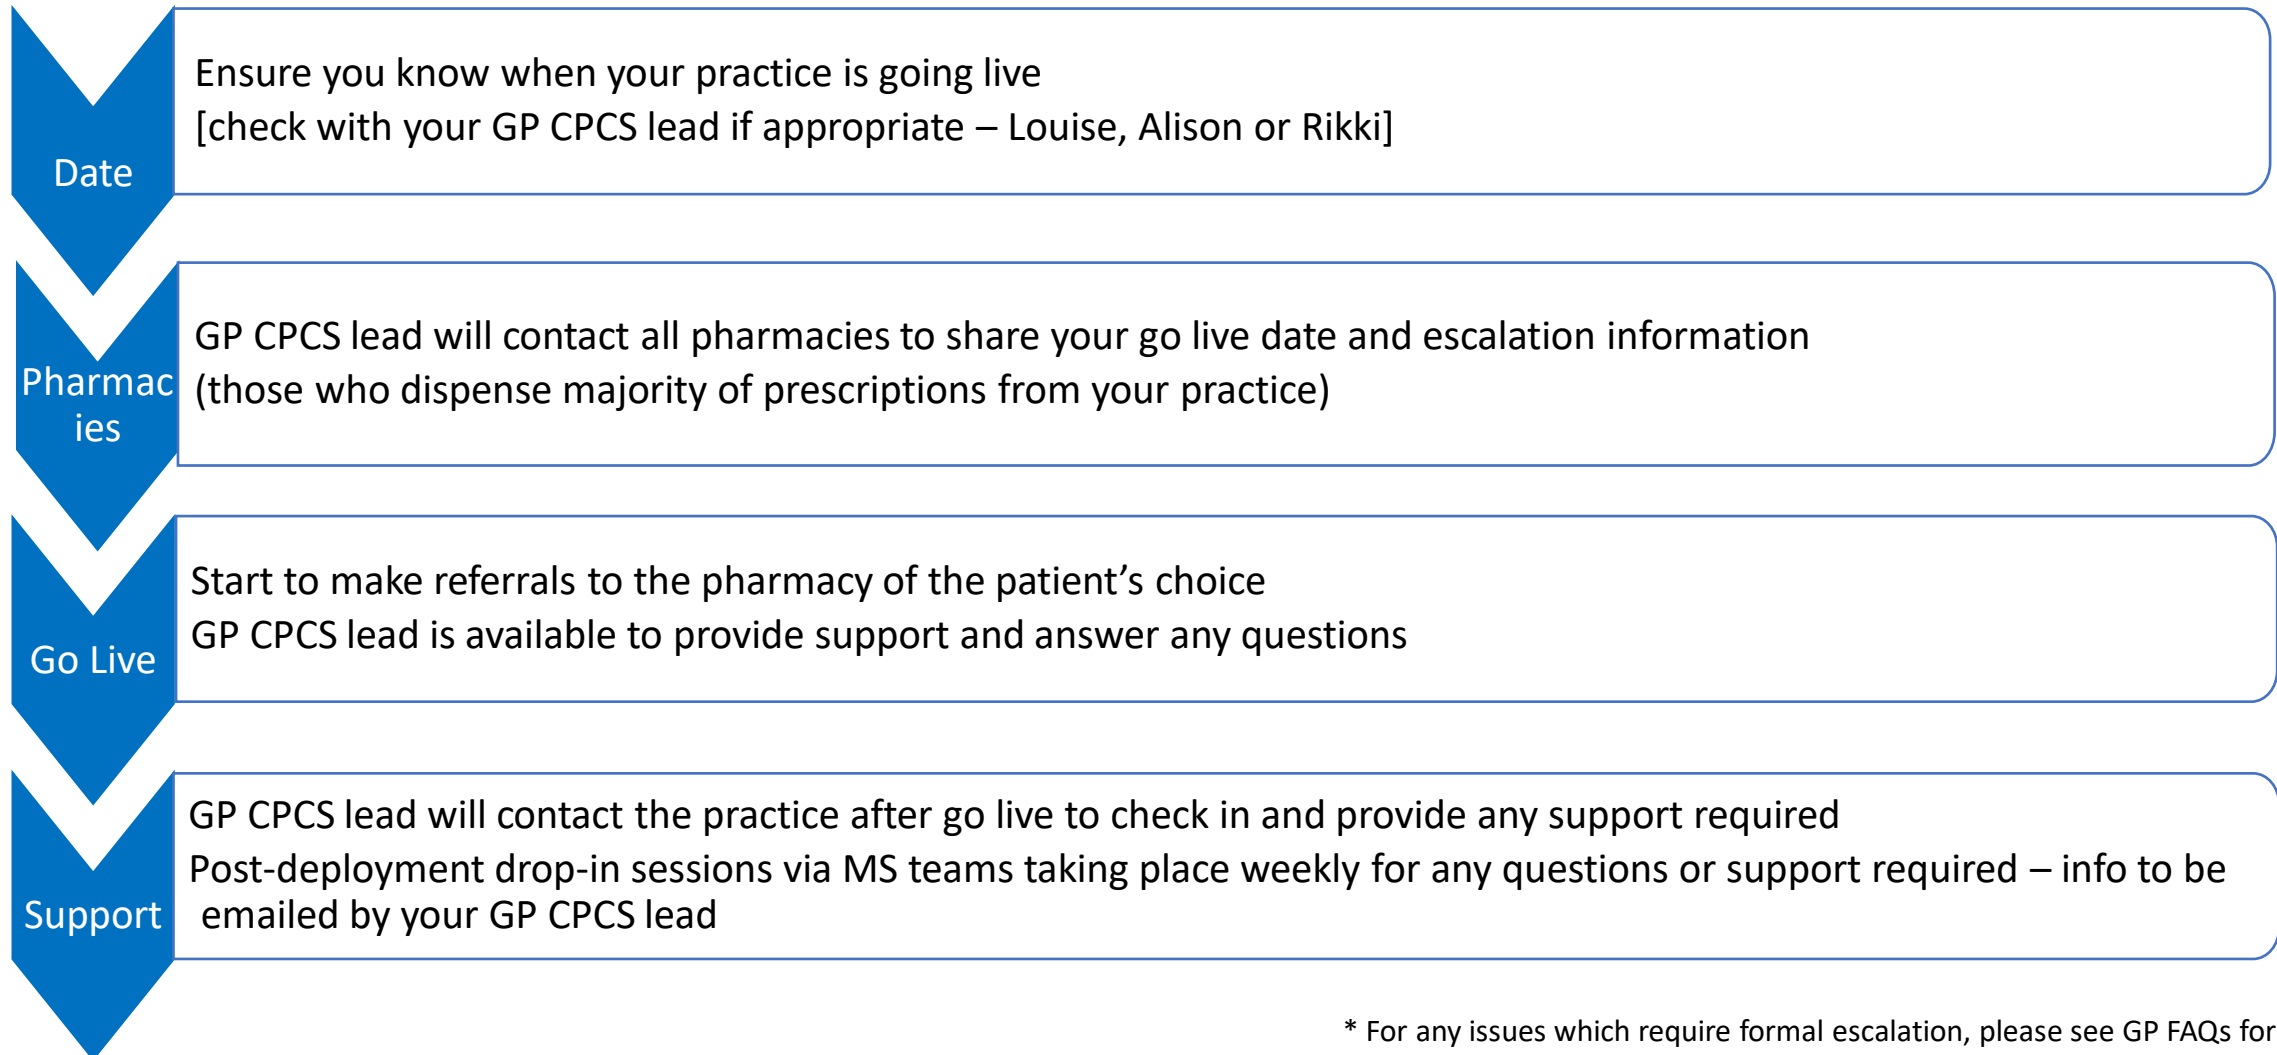 Date
Ensure you know when your practice is going live
[check with your GP CPCS lead if appropriate – Louise, Alison or Rikki]
Pharmac
ies
GP CPCS lead will contact all pharmacies to share your go live date and escalation information
(those who dispense majority of prescriptions from your practice)
Go Live
Start to make referrals to the pharmacy of the patient’s choice
GP CPCS lead is available to provide support and answer any questions
Support
GP CPCS lead will contact the practice after go live to check in and provide any support required
Post-deployment drop-in sessions via MS teams taking place weekly for any questions or support required – info to be
emailed by your GP CPCS lead
* For any issues which require formal escalation, please see GP FAQs for